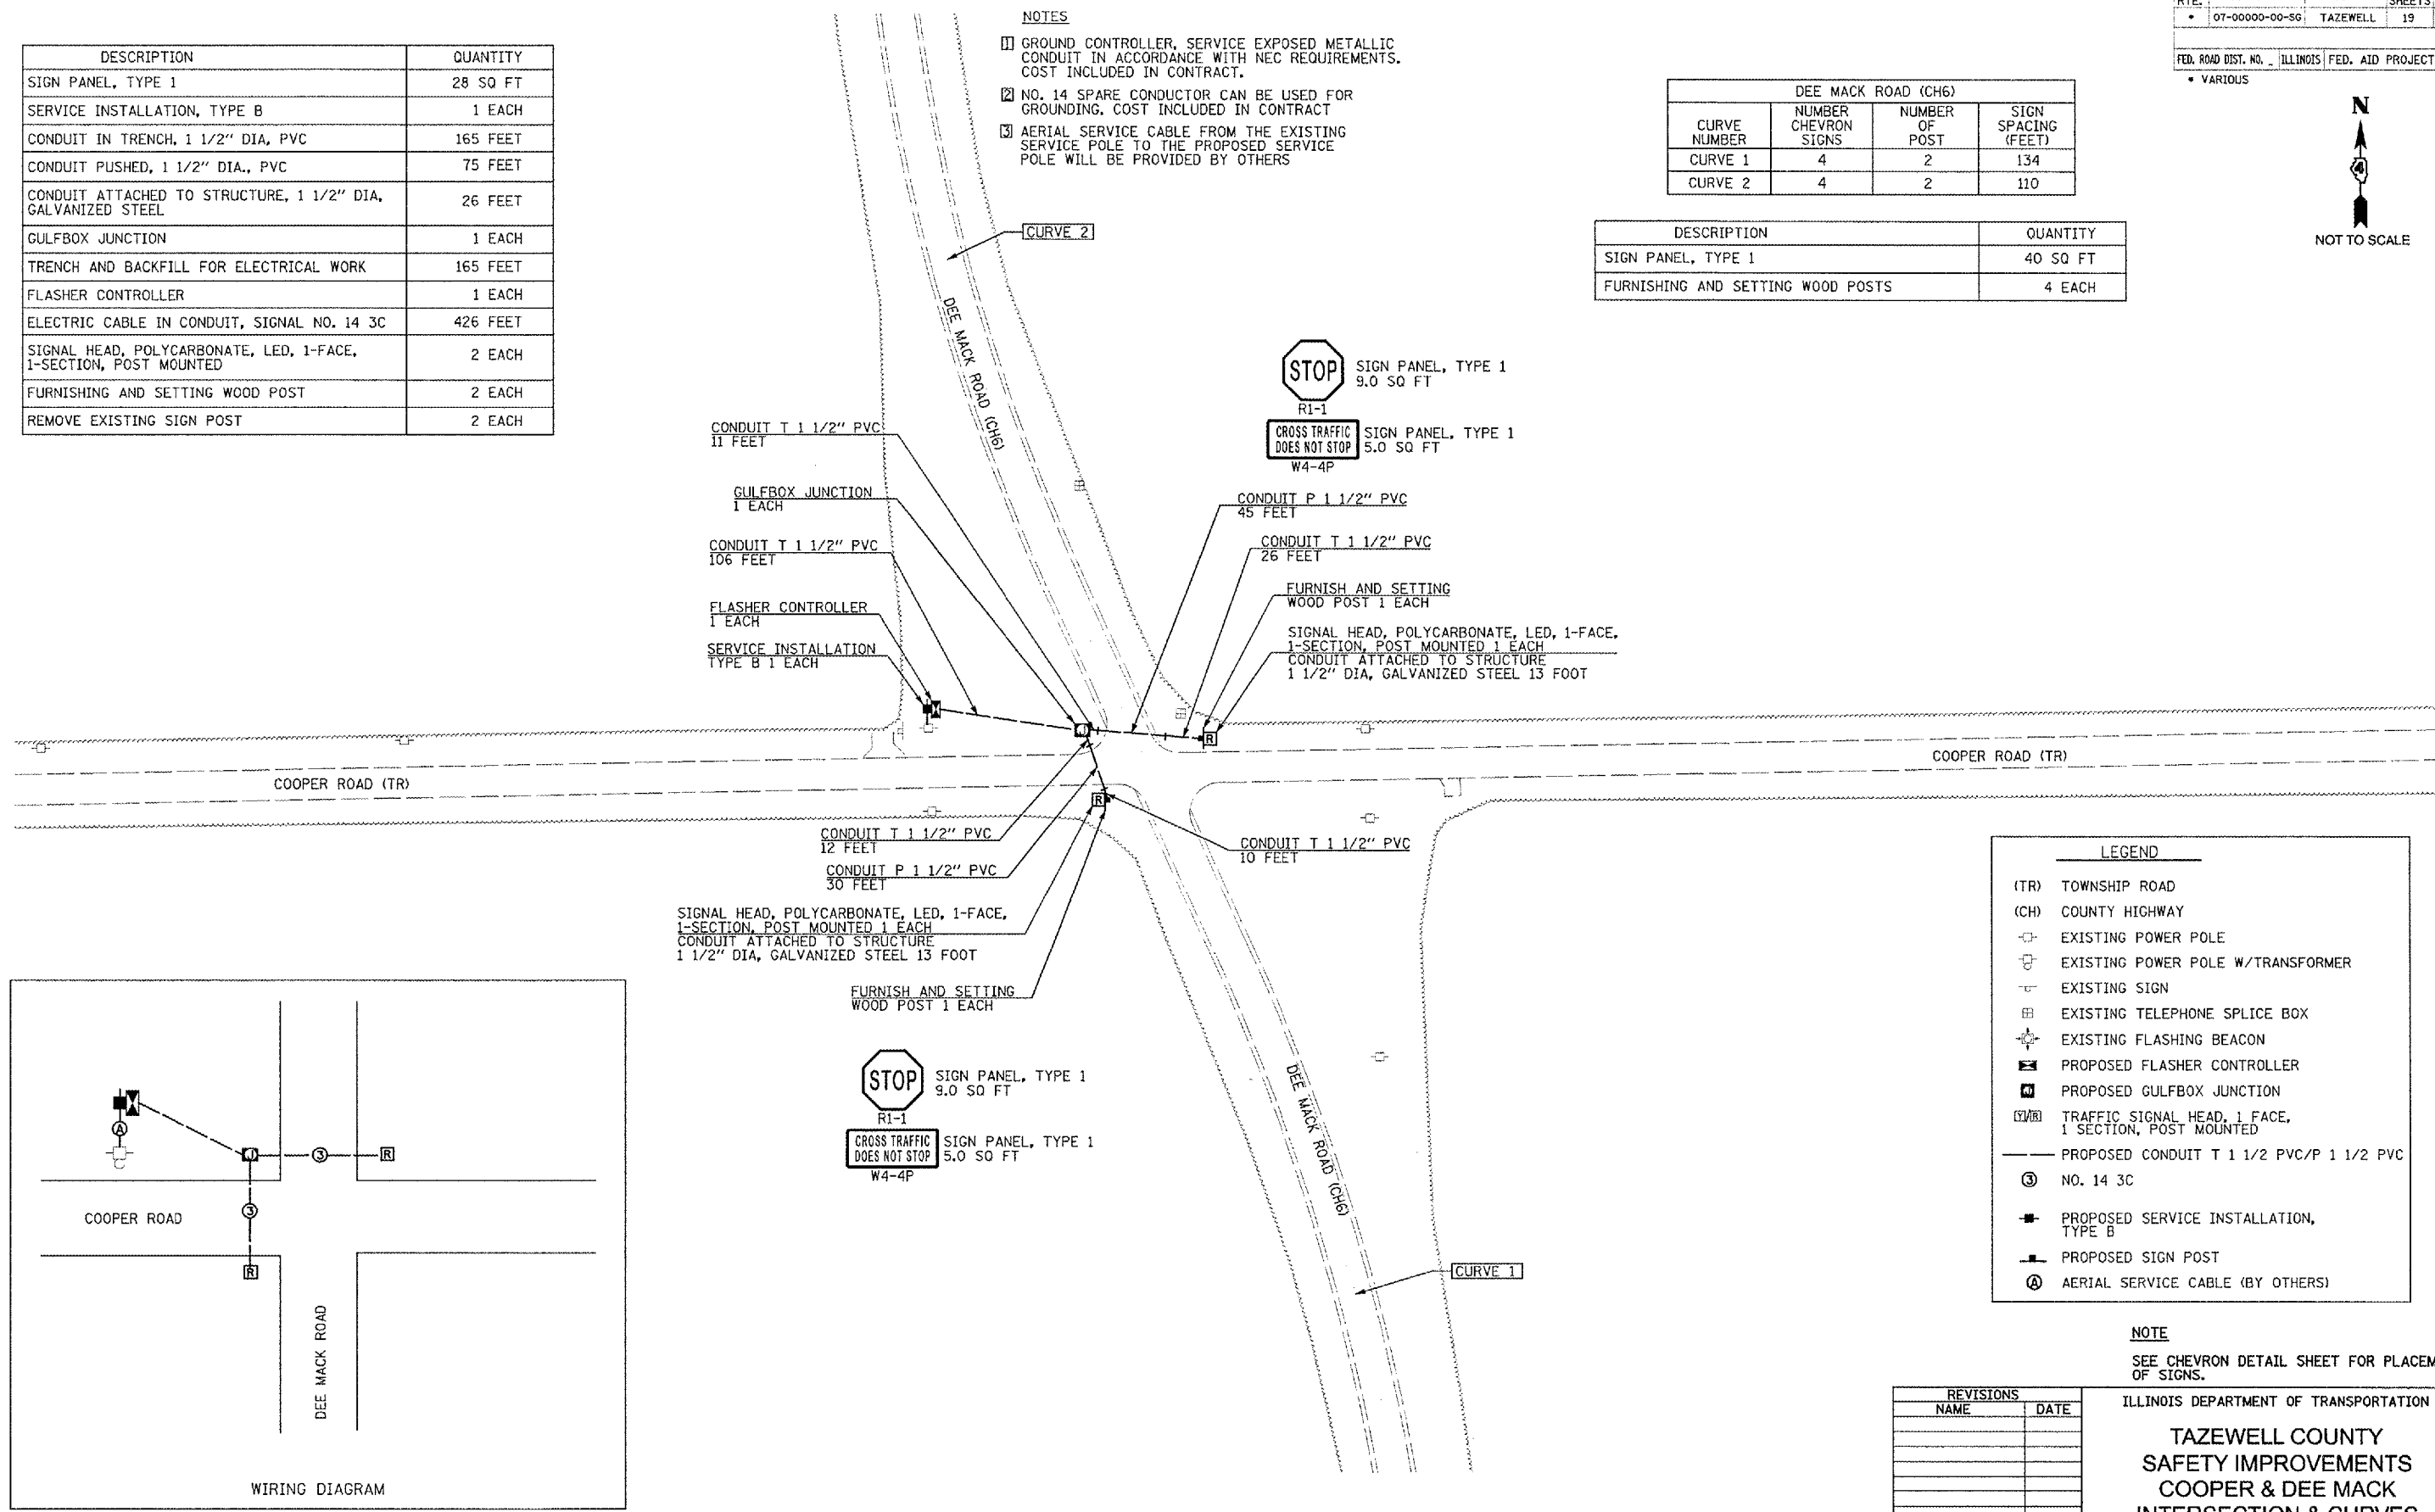 RTE. SHEETS
* 07-00000-00-SG TAZEWELL 19
FED. ROAD DIST. NO. _ ILLINOIS FED. AID PROJECT
* VARIOUS
N
4
NOT TO SCALE
DESCRIPTION QUANTITY
SIGN PANEL, TYPE 1 28 SQ FT
SERVICE INSTALLATION, TYPE B 1 EACH
CONDUIT IN TRENCH, 1 1/2" DIA, PVC 165 FEET
CONDUIT PUSHED, 1 1/2" DIA., PVC 75 FEET
CONDUIT ATTACHED TO STRUCTURE, 1 1/2" DIA,
GALVANIZED STEEL 26 FEET
GULFBOX JUNCTION 1 EACH
TRENCH AND BACKFILL FOR ELECTRICAL WORK 165 FEET
FLASHER CONTROLLER 1 EACH
ELECTRIC CABLE IN CONDUIT, SIGNAL NO. 14 3C 426 FEET
SIGNAL HEAD, POLYCARBONATE, LED, 1-FACE,
1-SECTION, POST MOUNTED 2 EACH
FURNISHING AND SETTING WOOD POST 2 EACH
REMOVE EXISTING SIGN POST 2 EACH
NOTES
1 GROUND CONTROLLER, SERVICE EXPOSED METALLIC
CONDUIT IN ACCORDANCE WITH NEC REQUIREMENTS.
COST INCLUDED IN CONTRACT.
2 NO. 14 SPARE CONDUCTOR CAN BE USED FOR
GROUNDING. COST INCLUDED IN CONTRACT
3 AERIAL SERVICE CABLE FROM THE EXISTING
SERVICE POLE TO THE PROPOSED SERVICE
POLE WILL BE PROVIDED BY OTHERS
DEE MACK ROAD (CH6)
CURVE NUMBER NUMBER CHEVRON SIGNS NUMBER OF POST SIGN SPACING (FEET)
CURVE 1 4 2 134
CURVE 2 4 2 110
DESCRIPTION QUANTITY
SIGN PANEL, TYPE 1 40 SQ FT
FURNISHING AND SETTING WOOD POSTS 4 EACH
CURVE 2
DEE MACK ROAD (CH6)
STOP
R1-1
SIGN PANEL, TYPE 1
9.0 SQ FT
CROSS TRAFFIC
DOES NOT STOP
W4-4P
SIGN PANEL, TYPE 1
5.0 SQ FT
CONDUIT T 1 1/2" PVC
11 FEET
GULFBOX JUNCTION
1 EACH
CONDUIT T 1 1/2" PVC
106 FEET
FLASHER CONTROLLER
1 EACH
SERVICE INSTALLATION
TYPE B 1 EACH
CONDUIT P 1 1/2" PVC
45 FEET
CONDUIT T 1 1/2" PVC
26 FEET
FURNISH AND SETTING
WOOD POST 1 EACH
SIGNAL HEAD, POLYCARBONATE, LED, 1-FACE,
1-SECTION, POST MOUNTED 1 EACH
CONDUIT ATTACHED TO STRUCTURE
1 1/2" DIA, GALVANIZED STEEL 13 FOOT
J
R
R
COOPER ROAD (TR)
COOPER ROAD (TR)
CONDUIT T 1 1/2" PVC
12 FEET
CONDUIT P 1 1/2" PVC
30 FEET
CONDUIT T 1 1/2" PVC
10 FEET
SIGNAL HEAD, POLYCARBONATE, LED, 1-FACE,
1-SECTION, POST MOUNTED 1 EACH
CONDUIT ATTACHED TO STRUCTURE
1 1/2" DIA, GALVANIZED STEEL 13 FOOT
FURNISH AND SETTING
WOOD POST 1 EACH
STOP
R1-1
SIGN PANEL, TYPE 1
9.0 SQ FT
CROSS TRAFFIC
DOES NOT STOP
W4-4P
SIGN PANEL, TYPE 1
5.0 SQ FT
DEE MACK ROAD (CH6)
CURVE 1
A
J
3
R
3
R
COOPER ROAD
DEE MACK ROAD
WIRING DIAGRAM
LEGEND
(TR) TOWNSHIP ROAD
(CH) COUNTY HIGHWAY
EXISTING POWER POLE
EXISTING POWER POLE W/TRANSFORMER
EXISTING SIGN
EXISTING TELEPHONE SPLICE BOX
EXISTING FLASHING BEACON
PROPOSED FLASHER CONTROLLER
J PROPOSED GULFBOX JUNCTION
Y/R TRAFFIC SIGNAL HEAD, 1 FACE,
1 SECTION, POST MOUNTED
PROPOSED CONDUIT T 1 1/2 PVC/P 1 1/2 PVC
3 NO. 14 3C
PROPOSED SERVICE INSTALLATION,
TYPE B
PROPOSED SIGN POST
A AERIAL SERVICE CABLE (BY OTHERS)
NOTE
SEE CHEVRON DETAIL SHEET FOR PLACEM
OF SIGNS.
REVISIONS
NAME DATE
ILLINOIS DEPARTMENT OF TRANSPORTATION
TAZEWELL COUNTY
SAFETY IMPROVEMENTS
COOPER & DEE MACK
INTERSECTION & CURVES